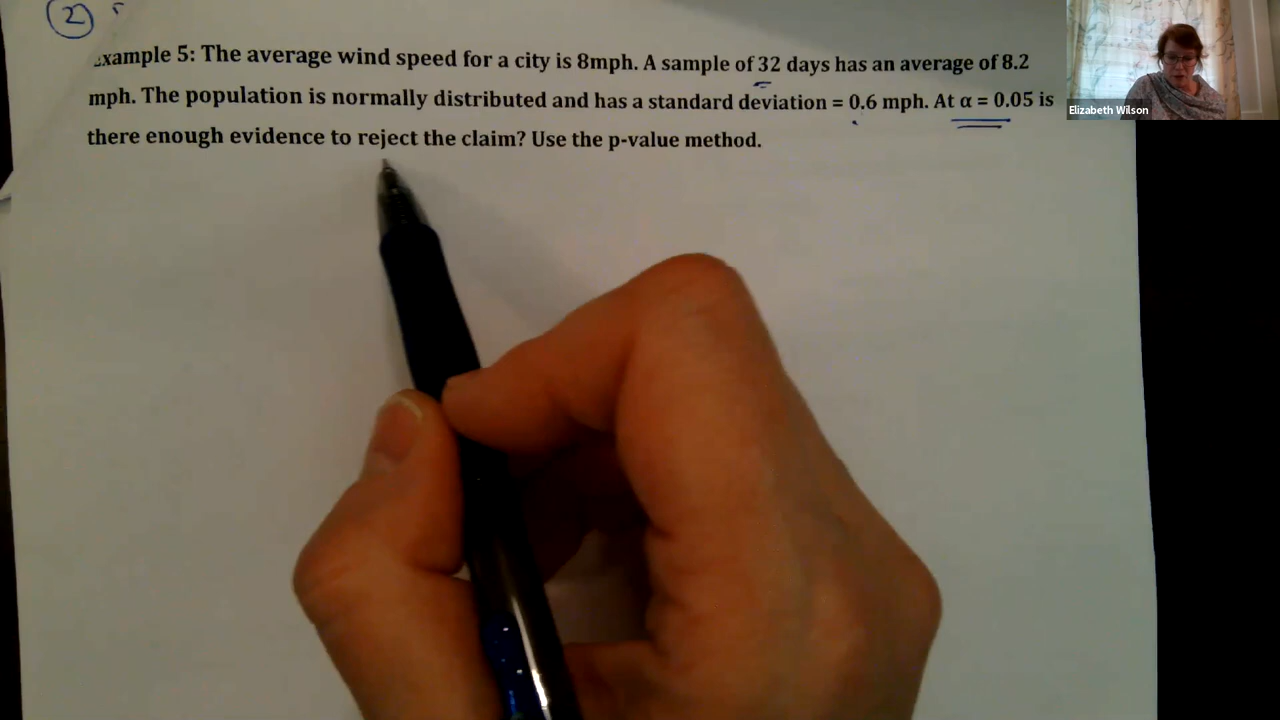 2
xample 5: The average wind speed for a city is 8mph. A sample of 32 days has an average of 8.2
mph. The population is normally distributed and has a standard deviation = 0.6 mph. At α = 0.05 is
there enough evidence to reject the claim? Use the p-value method.
Elizabeth Wilson